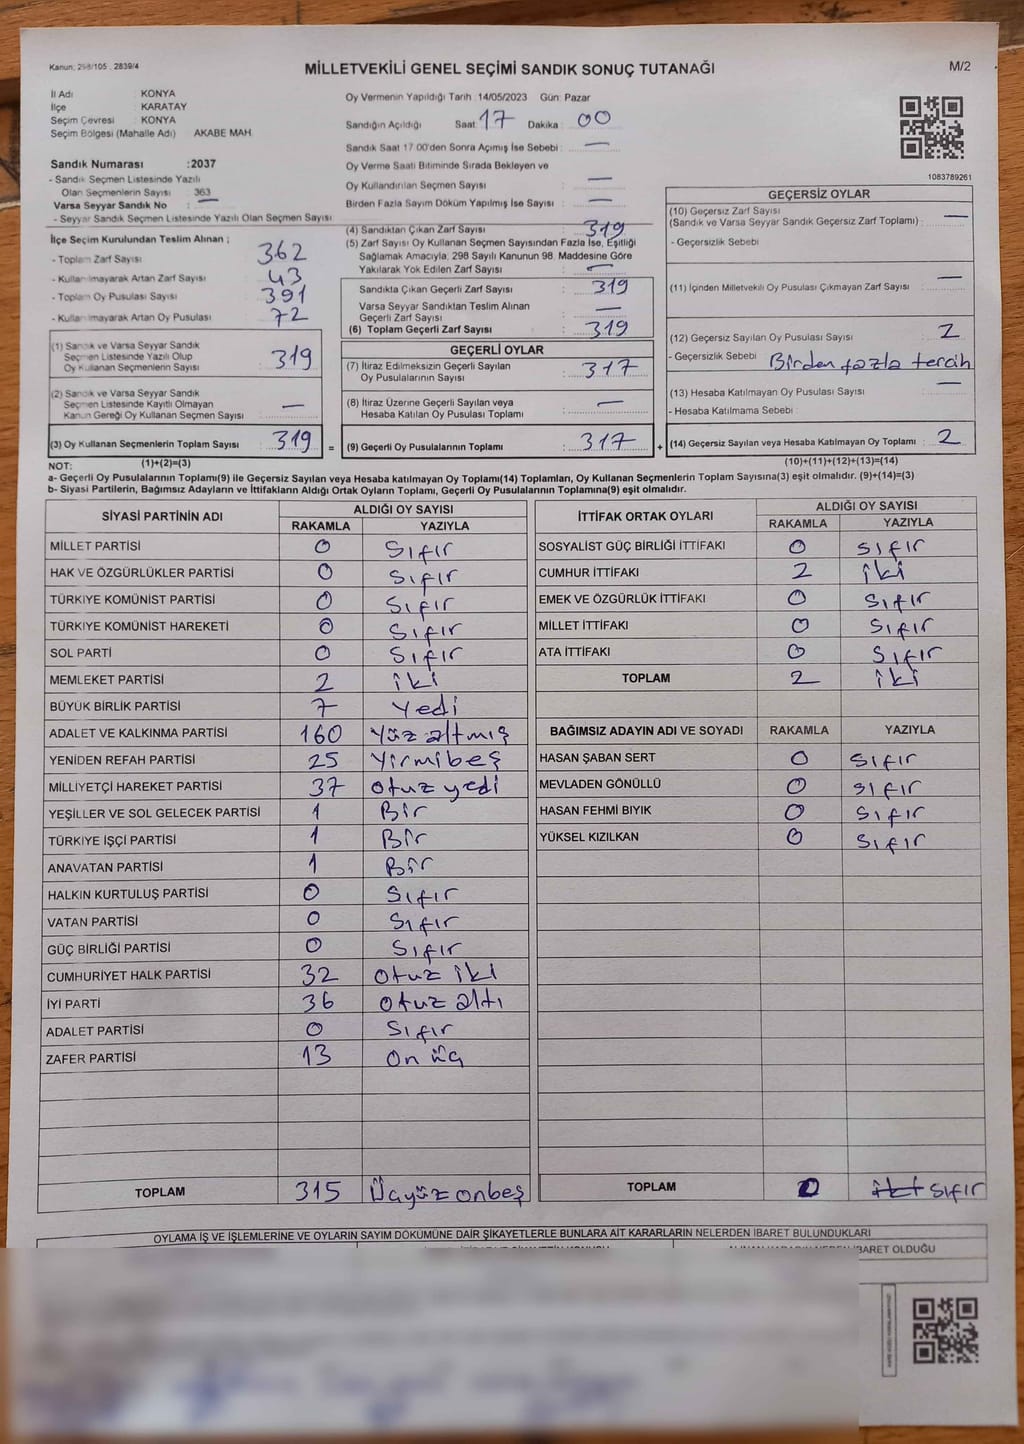 Kanun: 298/105 . 2839/4
MİLLETVEKİLİ GENEL SEÇİMİ SANDIK SONUÇ TUTANAĞI
M/2
İl Adı KONYA
İlçe KARATAY
Seçim Çevresi KONYA
Seçim Bölgesi (Mahalle Adı) AKABE MAH.
Sandık Numarası :2037
- Sandık Seçmen Listesinde Yazılı
Olan Seçmenlerin Sayısı : 363
Varsa Seyyar Sandık No : —
- Seyyar Sandık Seçmen Listesinde Yazılı Olan Seçmen Sayısı
Oy Vermenin Yapıldığı Tarih :14/05/2023 Gün: Pazar
Sandığın Açıldığı Saat 17 Dakika : 00
Sandık Saat 17.00'den Sonra Açımış İse Sebebi : —
Oy Verme Saati Bitiminde Sırada Bekleyen ve
Oy Kullandırılan Seçmen Sayısı : —
Birden Fazla Sayım Döküm Yapılmış İse Sayısı : —
1083789261
İlçe Seçim Kurulundan Teslim Alınan ;
- Toplam Zarf Sayısı : 362
- Kullanılmayarak Artan Zarf Sayısı : 43
- Toplam Oy Pusulası Sayısı : 391
- Kullanılmayarak Artan Oy Pusulası : 72
(1) Sandık ve Varsa Seyyar Sandık
Seçmen Listesinde Yazılı Olup
Oy Kullanan Seçmenlerin Sayısı : 319
(2) Sandık ve Varsa Seyyar Sandık
Seçmen Listesinde Kayıtlı Olmayan
Kanun Gereği Oy Kullanan Seçmen Sayısı : —
(3) Oy Kullanan Seçmenlerin Toplam Sayısı : 319 =
(4) Sandıktan Çıkan Zarf Sayısı : 319
(5) Zarf Sayısı Oy Kullanan Seçmen Sayısından Fazla İse, Eşitliği
Sağlamak Amacıyla, 298 Sayılı Kanunun 98. Maddesine Göre
Yakılarak Yok Edilen Zarf Sayısı : —
Sandıkta Çıkan Geçerli Zarf Sayısı : 319
Varsa Seyyar Sandıktan Teslim Alınan
Geçerli Zarf Sayısı : —
(6) Toplam Geçerli Zarf Sayısı : 319
GEÇERLİ OYLAR
(7) İtiraz Edilmeksizin Geçerli Sayılan
Oy Pusulalarının Sayısı : 317
(8) İtiraz Üzerine Geçerli Sayılan veya
Hesaba Katılan Oy Pusulası Toplamı : —
(9) Geçerli Oy Pusulalarının Toplamı : 317 +
GEÇERSİZ OYLAR
(10) Geçersiz Zarf Sayısı
(Sandık ve Varsa Seyyar Sandık Geçersiz Zarf Toplamı) : —
- Geçersizlik Sebebi
(11) İçinden Milletvekili Oy Pusulası Çıkmayan Zarf Sayısı : —
(12) Geçersiz Sayılan Oy Pusulası Sayısı : 2
- Geçersizlik Sebebi Birden fazla tercih
(13) Hesaba Katılmayan Oy Pusulası Sayısı : —
- Hesaba Katılmama Sebebi :
(14) Geçersiz Sayılan veya Hesaba Katılmayan Oy Toplamı : 2
NOT: (1)+(2)=(3)
(10)+(11)+(12)+(13)=(14)
a- Geçerli Oy Pusulalarının Toplamı(9) ile Geçersiz Sayılan veya Hesaba katılmayan Oy Toplamı(14) Toplamları, Oy Kullanan Seçmenlerin Toplam Sayısına(3) eşit olmalıdır. (9)+(14)=(3)
b- Siyasi Partilerin, Bağımsız Adayların ve İttifakların Aldığı Ortak Oyların Toplamı, Geçerli Oy Pusulalarının Toplamına(9) eşit olmalıdır.
SİYASİ PARTİNİN ADI ALDIĞI OY SAYISI
RAKAMLA YAZIYLA
MİLLET PARTİSİ 0 Sıfır
HAK VE ÖZGÜRLÜKLER PARTİSİ 0 Sıfır
TÜRKİYE KOMÜNİST PARTİSİ 0 Sıfır
TÜRKİYE KOMÜNİST HAREKETİ 0 Sıfır
SOL PARTİ 0 Sıfır
MEMLEKET PARTİSİ 2 iki
BÜYÜK BİRLİK PARTİSİ 7 Yedi
ADALET VE KALKINMA PARTİSİ 160 Yüz altmış
YENİDEN REFAH PARTİSİ 25 Yirmibeş
MİLLİYETÇİ HAREKET PARTİSİ 37 Otuz yedi
YEŞİLLER VE SOL GELECEK PARTİSİ 1 Bir
TÜRKİYE İŞÇİ PARTİSİ 1 Bir
ANAVATAN PARTİSİ 1 Bir
HALKIN KURTULUŞ PARTİSİ 0 Sıfır
VATAN PARTİSİ 0 Sıfır
GÜÇ BİRLİĞİ PARTİSİ 0 Sıfır
CUMHURİYET HALK PARTİSİ 32 Otuz iki
İYİ PARTİ 36 Otuz altı
ADALET PARTİSİ 0 Sıfır
ZAFER PARTİSİ 13 On üç
TOPLAM 315 Üçyüz onbeş
İTTİFAK ORTAK OYLARI ALDIĞI OY SAYISI
RAKAMLA YAZIYLA
SOSYALİST GÜÇ BİRLİĞİ İTTİFAKI 0 Sıfır
CUMHUR İTTİFAKI 2 iki
EMEK VE ÖZGÜRLÜK İTTİFAKI 0 Sıfır
MİLLET İTTİFAKI 0 Sıfır
ATA İTTİFAKI 0 Sıfır
TOPLAM 2 iki
BAĞIMSIZ ADAYIN ADI VE SOYADI RAKAMLA YAZIYLA
HASAN ŞABAN SERT 0 Sıfır
MEVLADEN GÖNÜLLÜ 0 Sıfır
HASAN FEHMİ BIYIK 0 Sıfır
YÜKSEL KIZILKAN 0 Sıfır
TOPLAM 0 iki sıfır
OYLAMA İŞ VE İŞLEMLERİNE VE OYLARIN SAYIM DÖKÜMÜNE DAİR ŞİKAYETLERLE BUNLARA AİT KARARLARIN NELERDEN İBARET BULUNDUKLARI
İBARET OLDUĞU